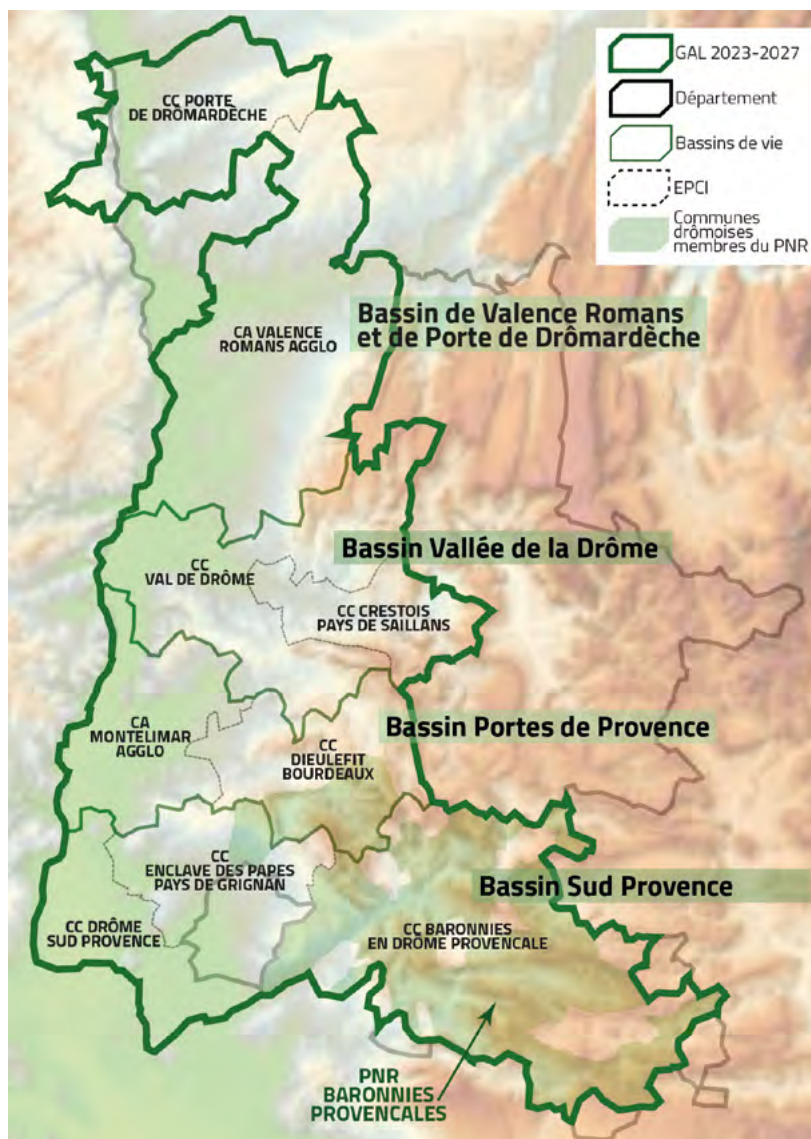 GAL 2023-2027
Département
Bassins de vie
EPCI
Communes
drômoises
membres du PNR
CC PORTE
DE DRÔMARDÈCHE
Bassin de Valence Romans
et de Porte de Drômardèche
CA VALENCE
ROMANS AGGLO
Bassin Vallée de la Drôme
CC
VAL DE DRÔME
CC CRESTOIS
PAYS DE SAILLANS
Bassin Portes de Provence
CA
MONTELIMAR
AGGLO
CC
DIEULEFIT
BOURDEAUX
CC
ENCLAVE DES PAPES
PAYS DE GRIGNAN
Bassin Sud Provence
CC DRÔME
SUD PROVENCE
CC BARONNIES
EN DRÔME PROVENCALE
PNR
BARONNIES
PROVENCALES